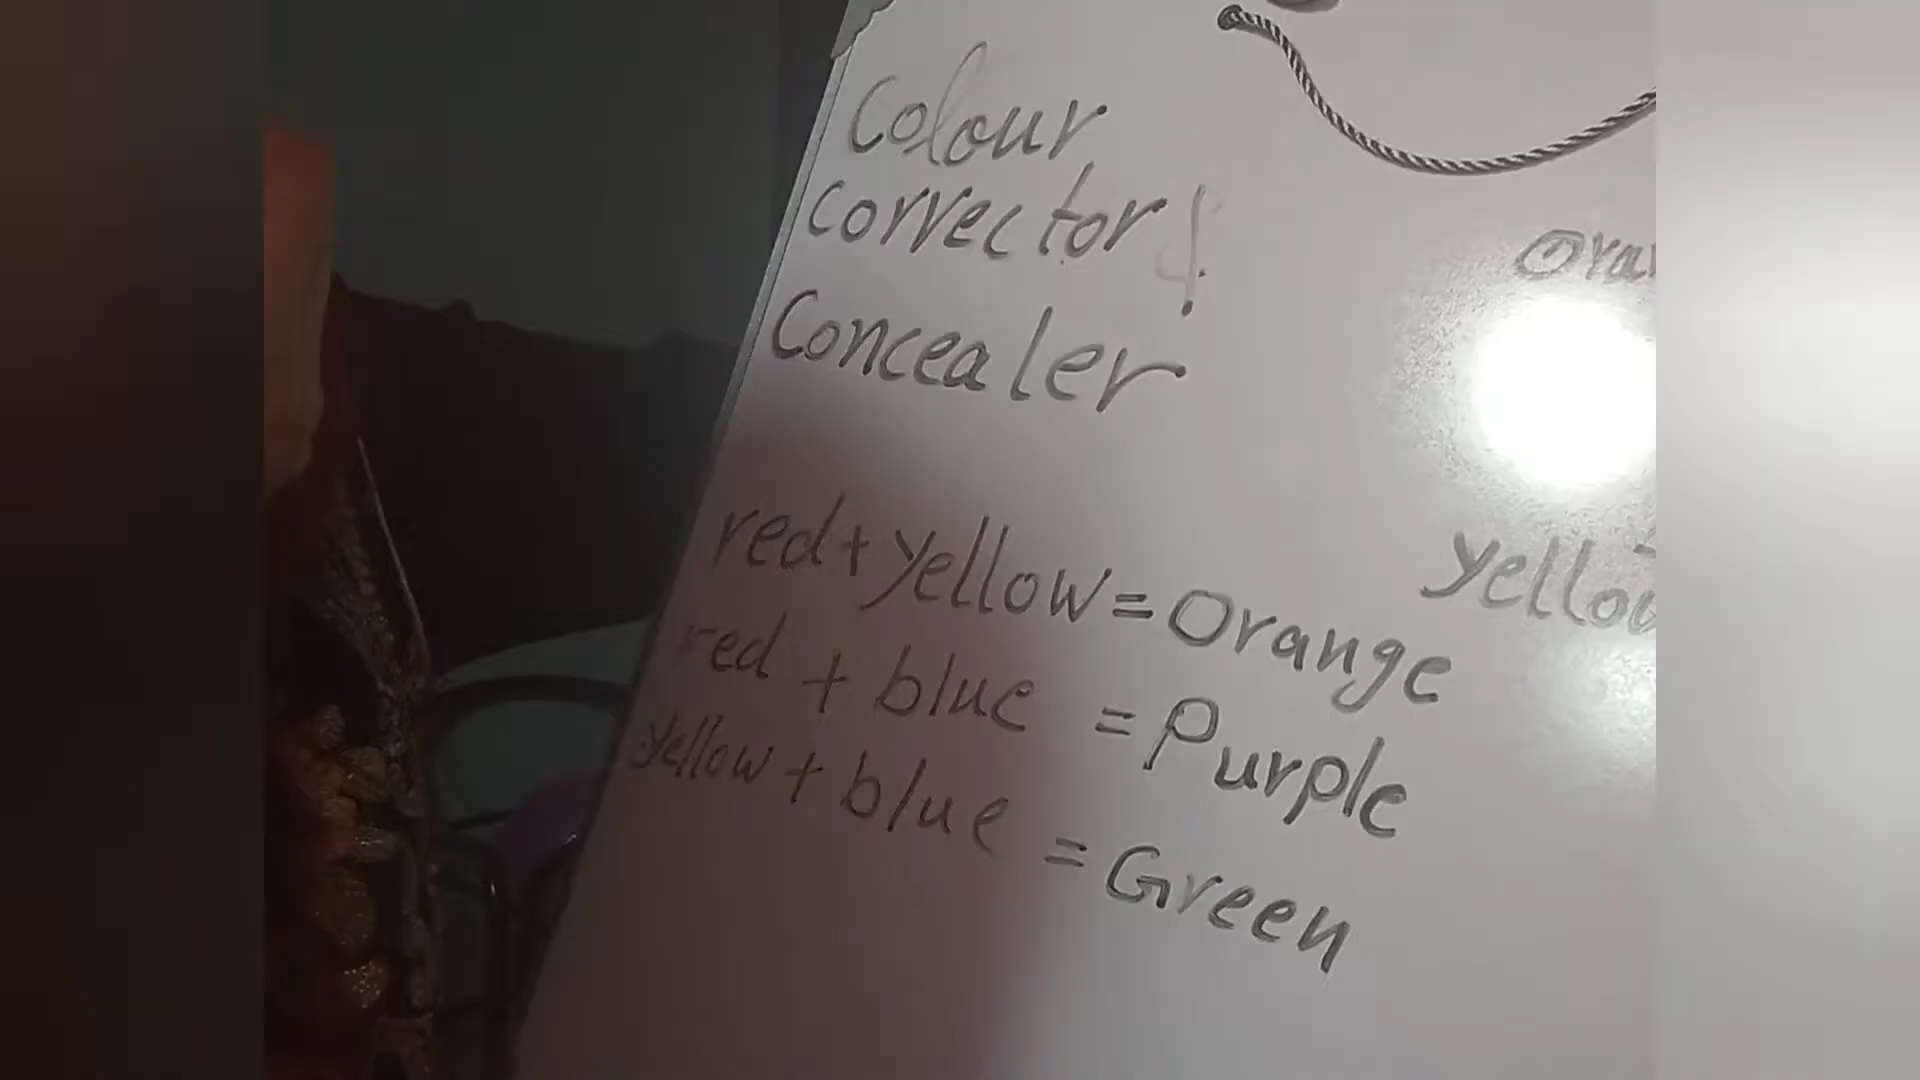 Colour
corrector &
Concealer
red + yellow = Orange
red + blue = Purple
yellow + blue = Green